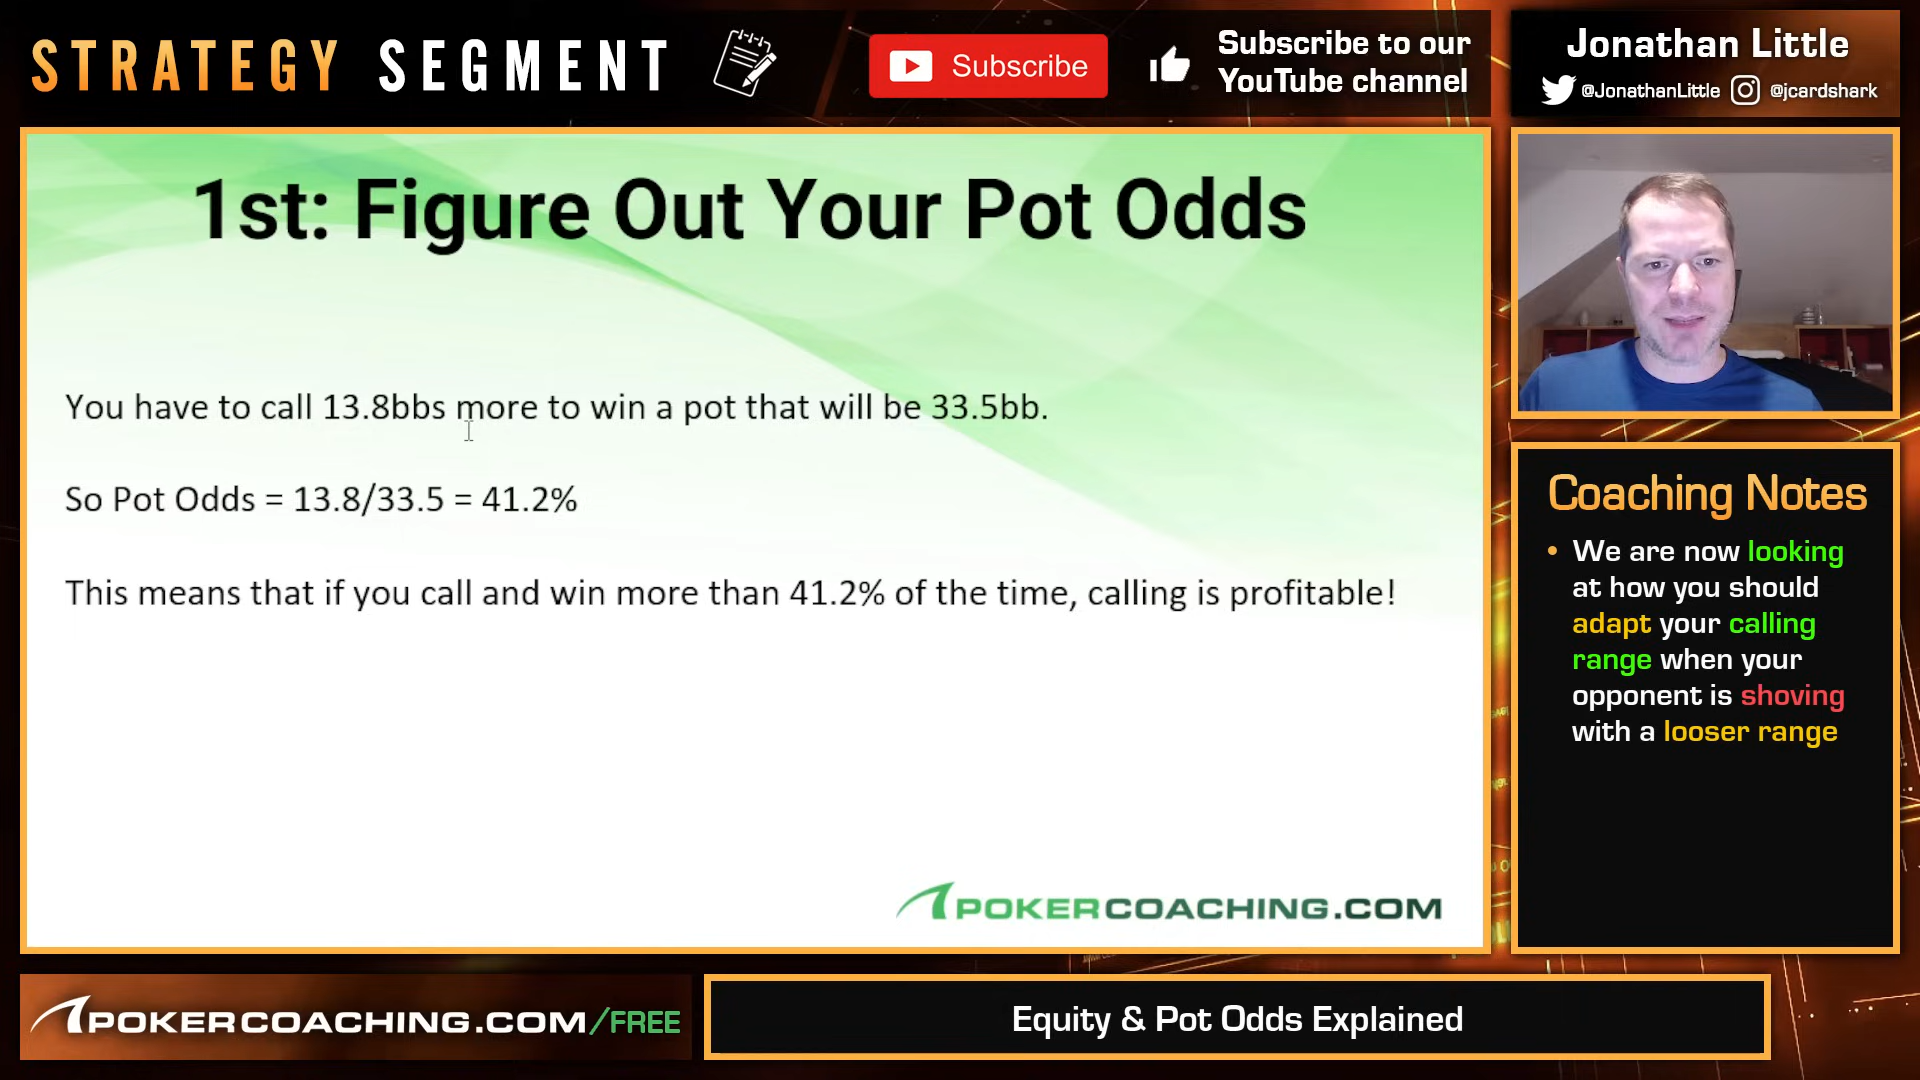 STRATEGY SEGMENT
Subscribe
Subscribe to our
YouTube channel
Jonathan Little
@JonathanLittle @jcardshark
1st: Figure Out Your Pot Odds
You have to call 13.8bbs more to win a pot that will be 33.5bb.
So Pot Odds = 13.8/33.5 = 41.2%
This means that if you call and win more than 41.2% of the time, calling is profitable!
POKERCOACHING.COM
Coaching Notes
• We are now looking
at how you should
adapt your calling
range when your
opponent is shoving
with a looser range
POKERCOACHING.COM/FREE
Equity & Pot Odds Explained